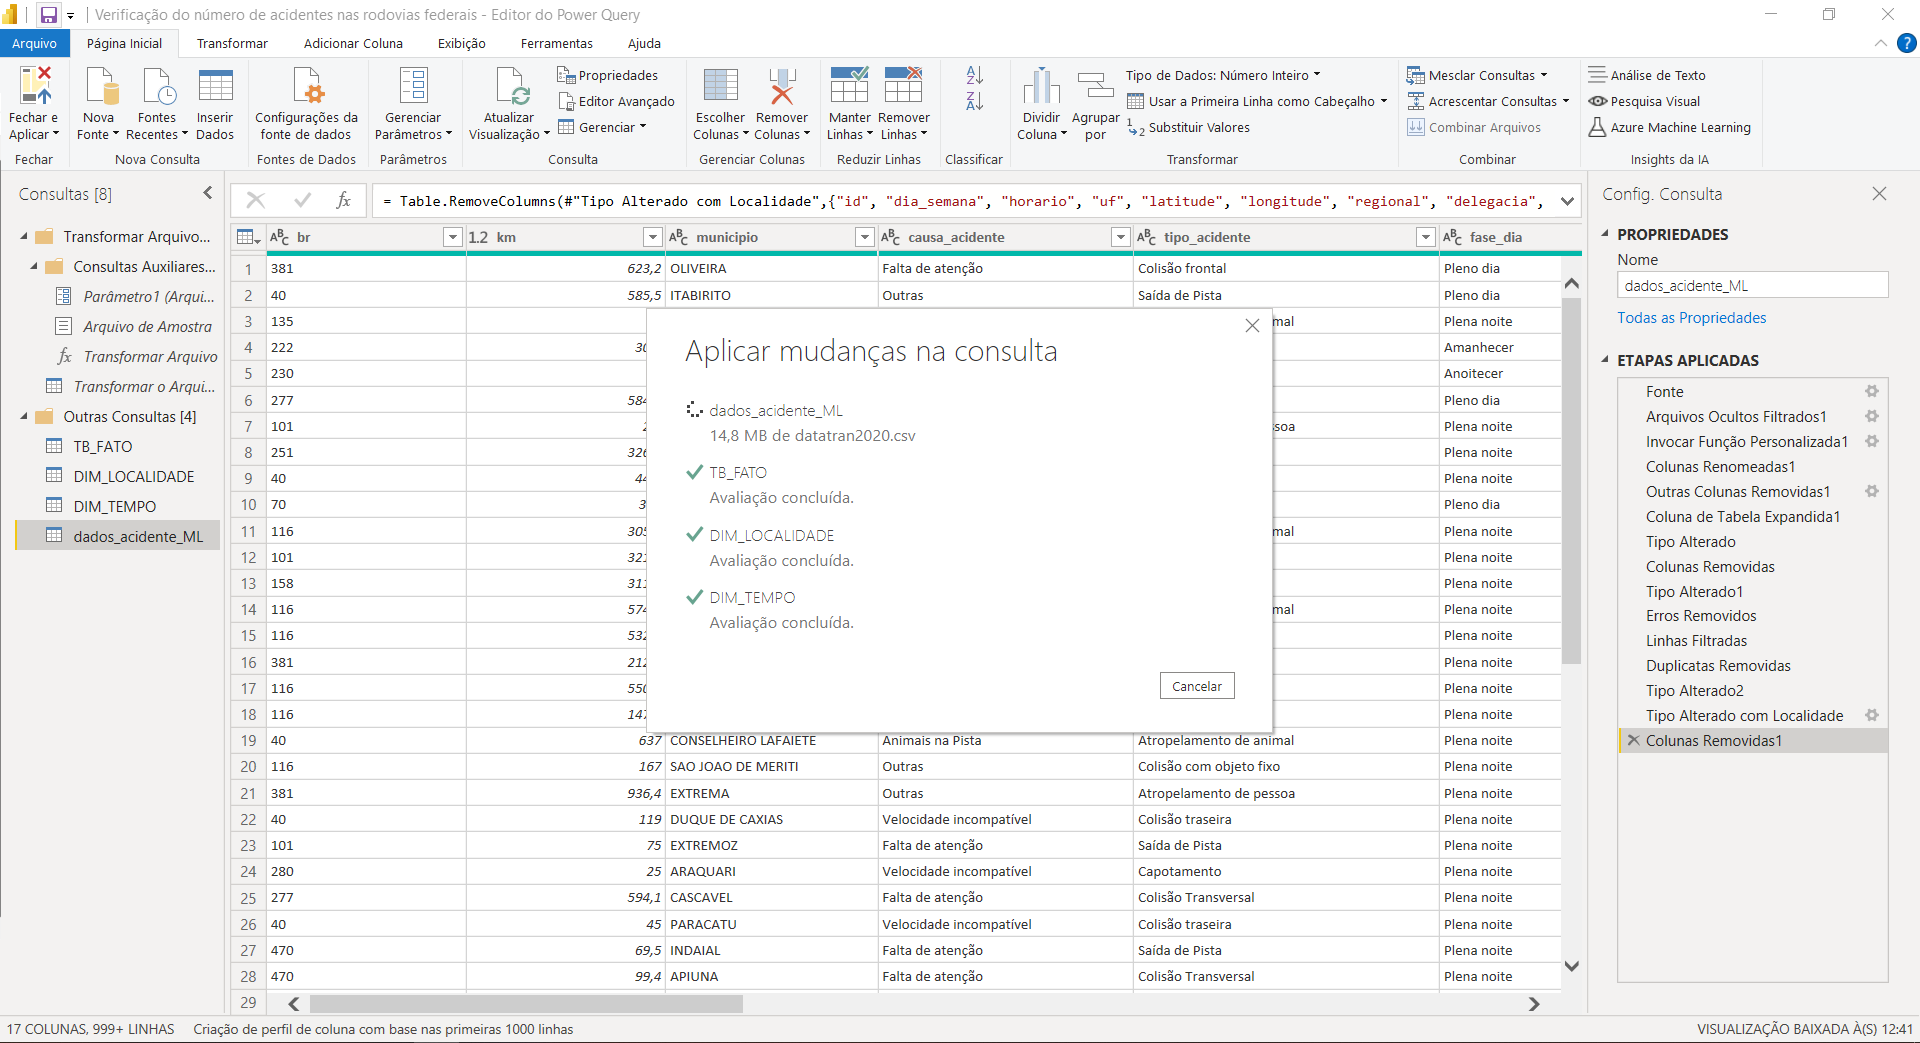 Verificação do número de acidentes nas rodovias federais - Editor do Power Query
Arquivo
Página Inicial
Transformar
Adicionar Coluna
Exibição
Ferramentas
Ajuda
Fechar e
Aplicar
Nova
Fonte
Fontes
Recentes
Inserir
Dados
Configurações da
fonte de dados
Gerenciar
Parâmetros
Atualizar
Visualização
Propriedades
Editor Avançado
Gerenciar
Escolher
Colunas
Remover
Colunas
Manter
Linhas
Remover
Linhas
Dividir
Coluna
Agrupar
por
Tipo de Dados: Número Inteiro
Usar a Primeira Linha como Cabeçalho
Substituir Valores
Mesclar Consultas
Acrescentar Consultas
Combinar Arquivos
Análise de Texto
Pesquisa Visual
Azure Machine Learning
Fechar
Nova Consulta
Fontes de Dados
Parâmetros
Consulta
Gerenciar Colunas
Reduzir Linhas
Classificar
Transformar
Combinar
Insights da IA
Consultas [8]
Transformar Arquivo...
Consultas Auxiliares...
Parâmetro1 (Arqui...
Arquivo de Amostra
fx Transformar Arquivo
Transformar o Arqui...
Outras Consultas [4]
TB_FATO
DIM_LOCALIDADE
DIM_TEMPO
dados_acidente_ML
fx = Table.RemoveColumns(#"Tipo Alterado com Localidade",{"id", "dia_semana", "horario", "uf", "latitude", "longitude", "regional", "delegacia",
ABC br 1.2 km ABC municipio ABC causa_acidente ABC tipo_acidente ABC fase_dia
1 381 623,2 OLIVEIRA Falta de atenção Colisão frontal Pleno dia
2 40 585,5 ITABIRITO Outras Saída de Pista Pleno dia
3 135 mal Plena noite
4 222 30 Amanhecer
5 230 Anoitecer
6 277 584 Pleno dia
7 101 ssoa Plena noite
8 251 326 Plena noite
9 40 44 Plena noite
10 70 3 Pleno dia
11 116 305 mal Plena noite
12 101 321 Plena noite
13 158 311 Plena noite
14 116 574 mal Plena noite
15 116 532 Plena noite
16 381 212 Plena noite
17 116 550 Plena noite
18 116 147 Plena noite
19 40 637 CONSELHEIRO LAFAIETE Animais na Pista Atropelamento de animal Plena noite
20 116 167 SAO JOAO DE MERITI Outras Colisão com objeto fixo Plena noite
21 381 936,4 EXTREMA Outras Atropelamento de pessoa Plena noite
22 40 119 DUQUE DE CAXIAS Velocidade incompatível Colisão traseira Plena noite
23 101 75 EXTREMOZ Falta de atenção Saída de Pista Plena noite
24 280 25 ARAQUARI Velocidade incompatível Capotamento Plena noite
25 277 594,1 CASCAVEL Falta de atenção Colisão Transversal Plena noite
26 40 45 PARACATU Velocidade incompatível Colisão traseira Plena noite
27 470 69,5 INDAIAL Falta de atenção Saída de Pista Plena noite
28 470 99,4 APIUNA Falta de atenção Colisão Transversal Plena noite
29
Aplicar mudanças na consulta
dados_acidente_ML
14,8 MB de datatran2020.csv
TB_FATO
Avaliação concluída.
DIM_LOCALIDADE
Avaliação concluída.
DIM_TEMPO
Avaliação concluída.
Cancelar
Config. Consulta
PROPRIEDADES
Nome
dados_acidente_ML
Todas as Propriedades
ETAPAS APLICADAS
Fonte
Arquivos Ocultos Filtrados1
Invocar Função Personalizada1
Colunas Renomeadas1
Outras Colunas Removidas1
Coluna de Tabela Expandida1
Tipo Alterado
Colunas Removidas
Tipo Alterado1
Erros Removidos
Linhas Filtradas
Duplicatas Removidas
Tipo Alterado2
Tipo Alterado com Localidade
Colunas Removidas1
17 COLUNAS, 999+ LINHAS
Criação de perfil de coluna com base nas primeiras 1000 linhas
VISUALIZAÇÃO BAIXADA À(S) 12:41